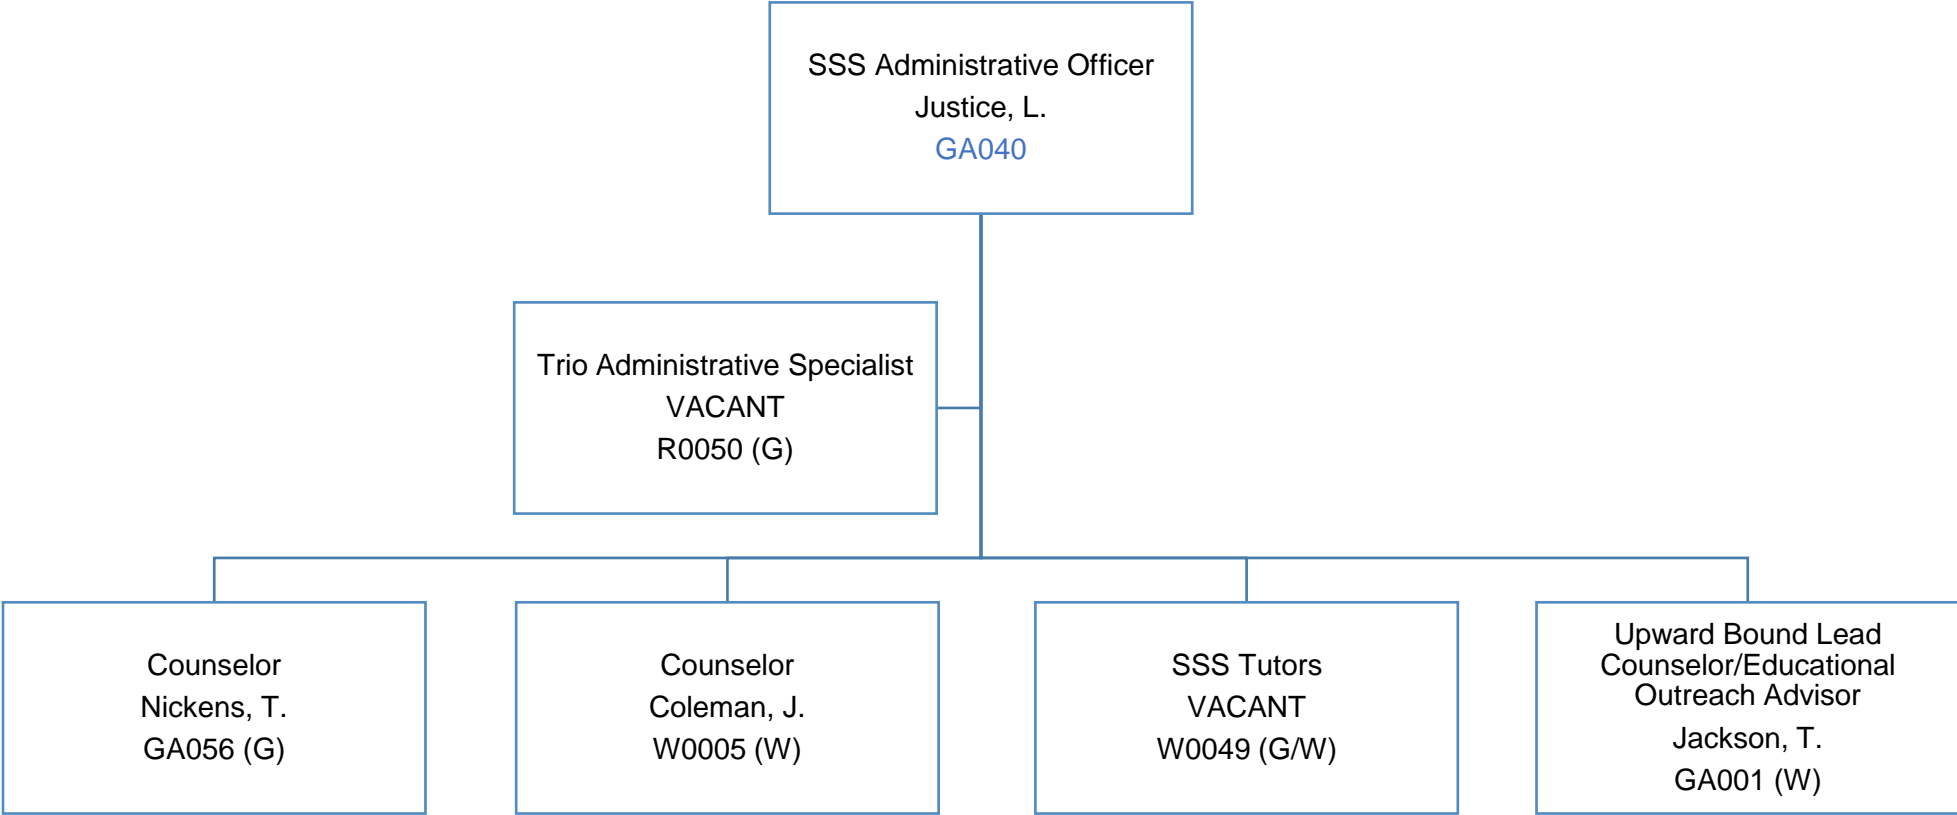 SSS Administrative Officer
Justice, L.
GA040
Trio Administrative Specialist
VACANT
R0050 (G)
Counselor
Nickens, T.
GA056 (G)
Counselor
Coleman, J.
W0005 (W)
SSS Tutors
VACANT
W0049 (G/W)
Upward Bound Lead
Counselor/Educational
Outreach Advisor
Jackson, T.
GA001 (W)